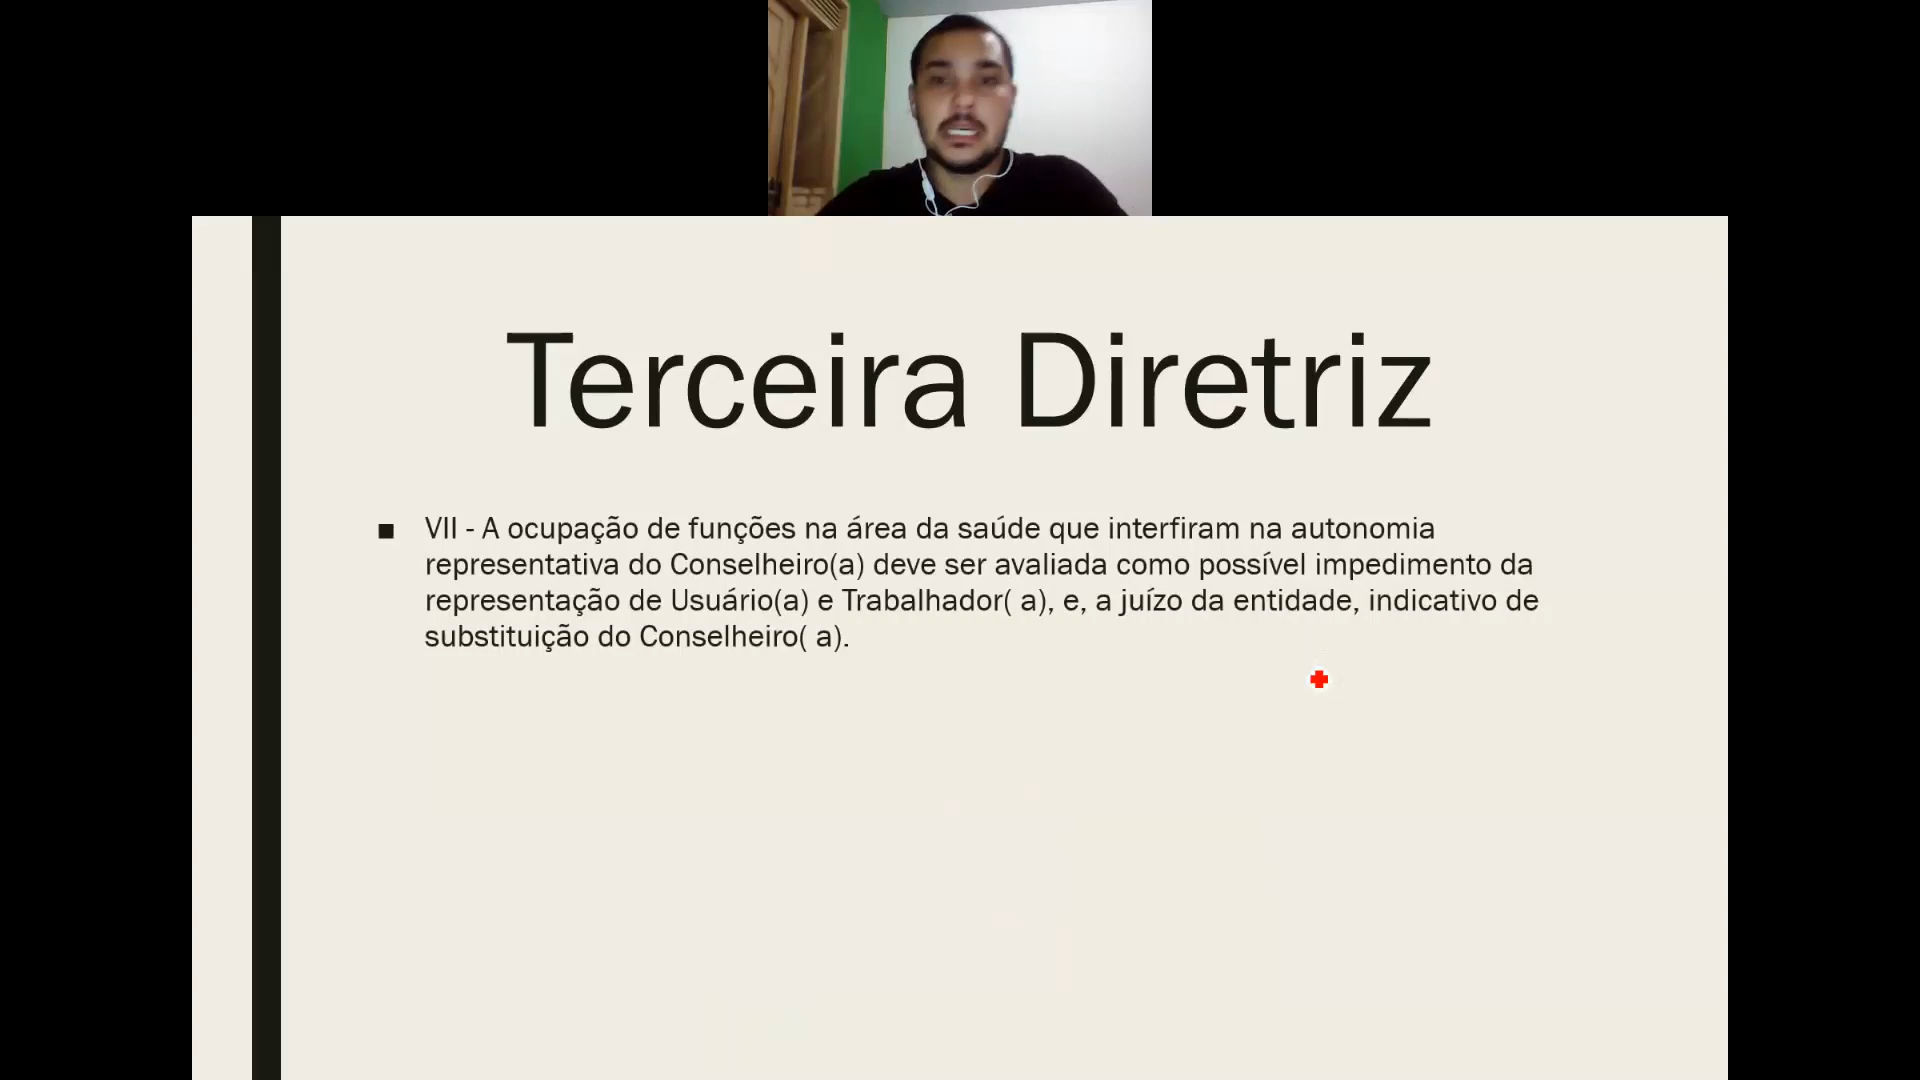 Terceira Diretriz
■ VII - A ocupação de funções na área da saúde que interfiram na autonomia
representativa do Conselheiro(a) deve ser avaliada como possível impedimento da
representação de Usuário(a) e Trabalhador( a), e, a juízo da entidade, indicativo de
substituição do Conselheiro( a).